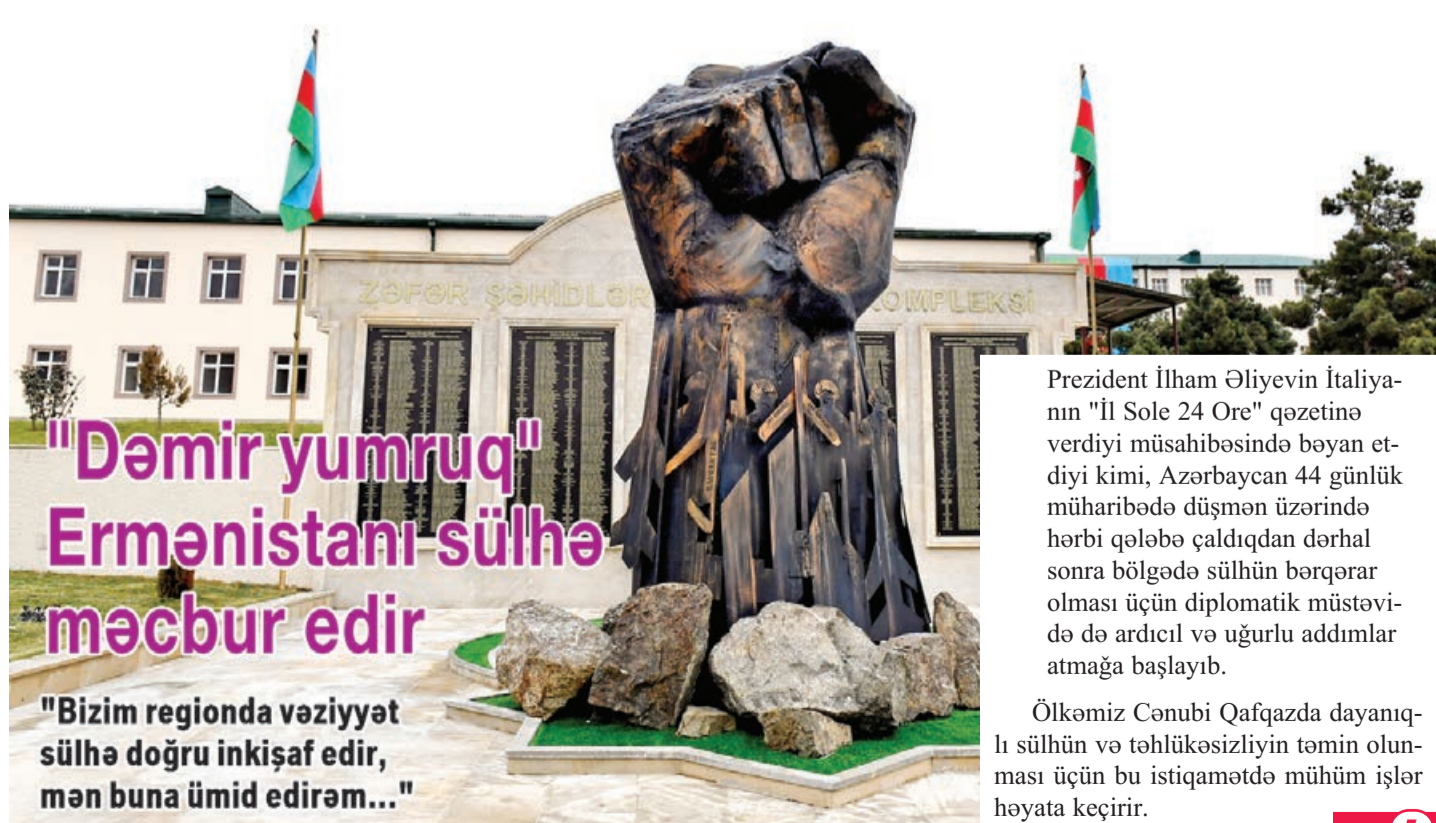 ZƏFƏR ŞƏHİDLƏR KOMPLEKSİ
"Dəmir yumruq"
Ermənistanı sülhə
məcbur edir
"Bizim regionda vəziyyət
sülhə doğru inkişaf edir,
mən buna ümid edirəm..."
Prezident İlham Əliyevin İtaliya-
nın "İl Sole 24 Ore" qəzetinə
verdiyi müsahibəsində bəyan et-
diyi kimi, Azərbaycan 44 günlük
müharibədə düşmən üzərində
hərbi qələbə çaldıqdan dərhal
sonra bölgədə sülhün bərqərar
olması üçün diplomatik müstəvi-
də də ardıcıl və uğurlu addımlar
atmağa başlayıb.
Ölkəmiz Cənubi Qafqazda dayanıq-
lı sülhün və təhlükəsizliyin təmin olun-
ması üçün bu istiqamətdə mühüm işlər
həyata keçirir.